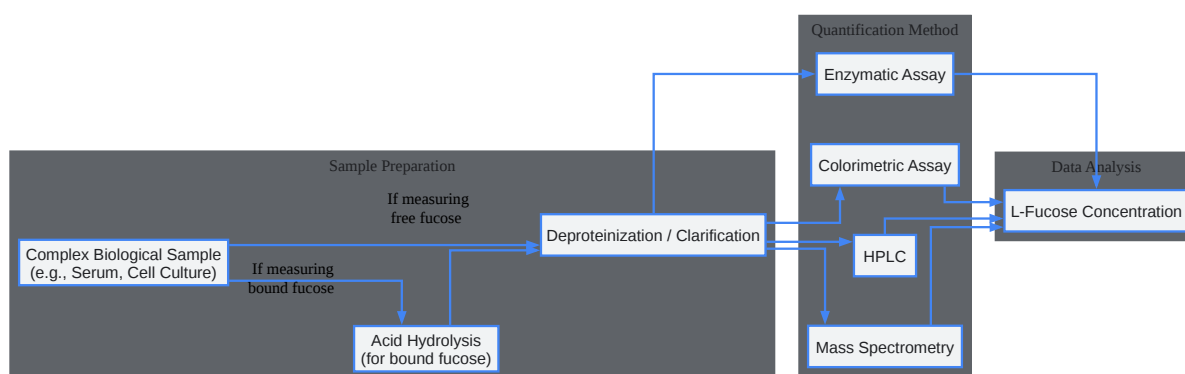 Quantification Method
Enzymatic Assay
Sample Preparation
Colorimetric Assay
Data Analysis
If measuring
free fucose
L-Fucose Concentration
Deproteinization / Clarification
Complex Biological Sample
(e.g., Serum, Cell Culture)
HPLC
If measuring
bound fucose
Acid Hydrolysis
(for bound fucose)
Mass Spectrometry